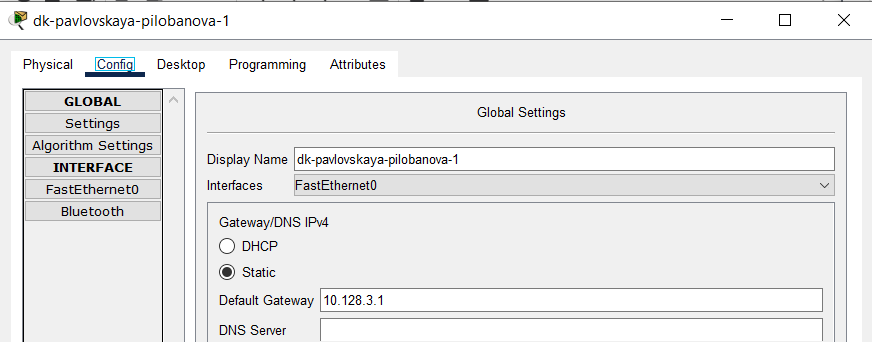 dk-pavlovskaya-pilobanova-1
Physical Config Desktop Programming Attributes
GLOBAL
Settings
Algorithm Settings
INTERFACE
FastEthernet0
Bluetooth
Global Settings
Display Name dk-pavlovskaya-pilobanova-1
Interfaces FastEthernet0
Gateway/DNS IPv4
DHCP
Static
Default Gateway 10.128.3.1
DNS Server